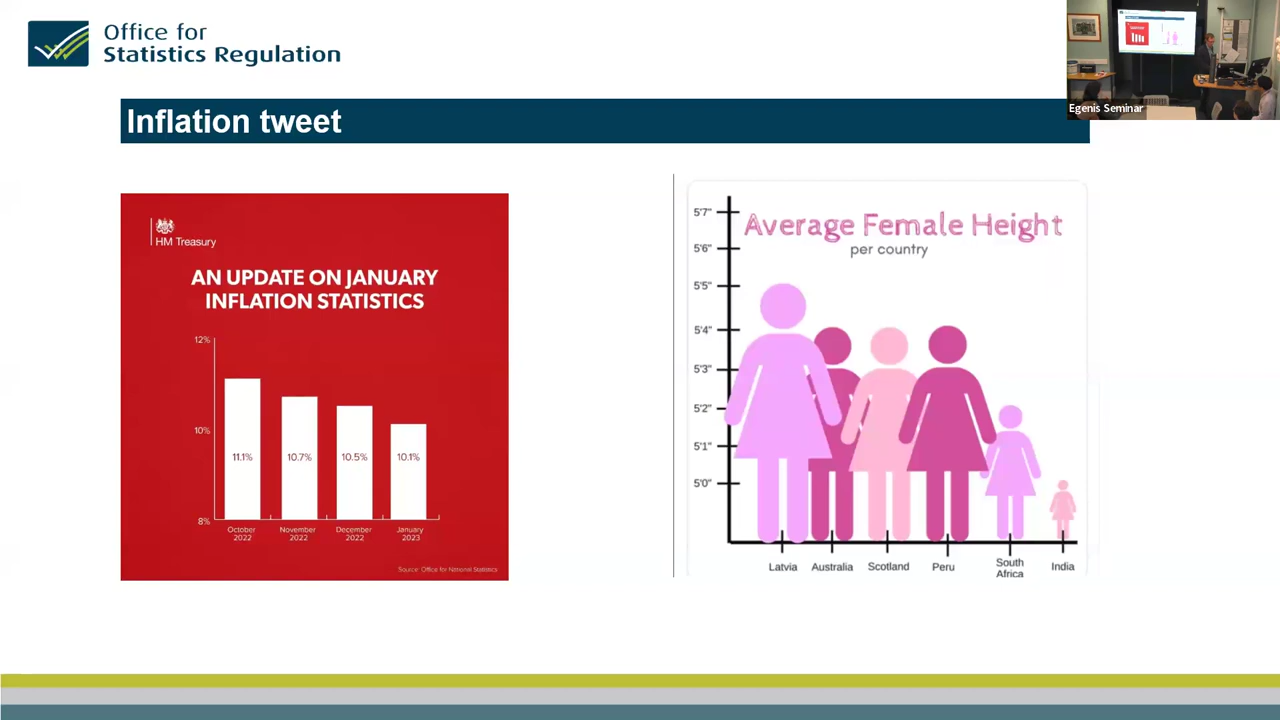 Office for
Statistics Regulation
Egenis Seminar
Inflation tweet
HM Treasury
AN UPDATE ON JANUARY
INFLATION STATISTICS
12%
10%
8%
11.1%
10.7%
10.5%
10.1%
October
2022
November
2022
December
2022
January
2023
Source: Office for National Statistics
Average Female Height
per country
5'7"
5'6"
5'5"
5'4"
5'3"
5'2"
5'1"
5'0"
Latvia
Australia
Scotland
Peru
South
Africa
India